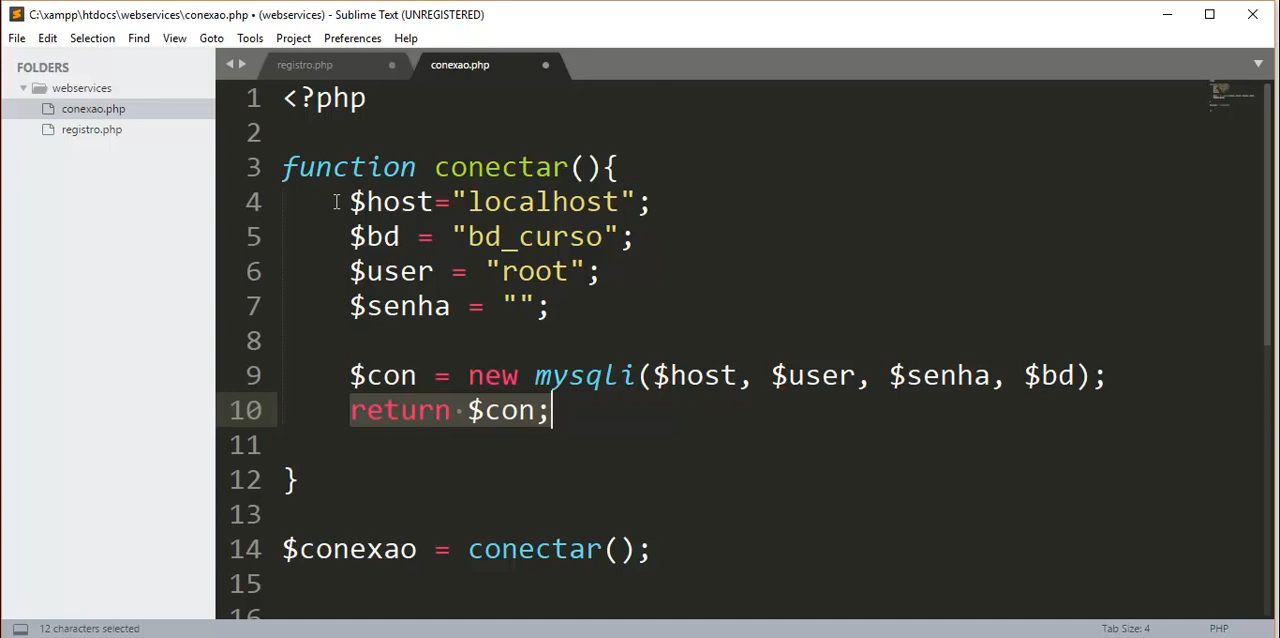 C:\xampp\htdocs\webservices\conexao.php • (webservices) - Sublime Text (UNREGISTERED)
File Edit Selection Find View Goto Tools Project Preferences Help
FOLDERS
webservices
conexao.php
registro.php
registro.php conexao.php
1 <?php
2
3 function conectar(){
4 $host="localhost";
5 $bd = "bd_curso";
6 $user = "root";
7 $senha = "";
8
9 $con = new mysqli($host, $user, $senha, $bd);
10 return $con;
11
12 }
13
14 $conexao = conectar();
15
16
12 characters selected Tab Size: 4 PHP